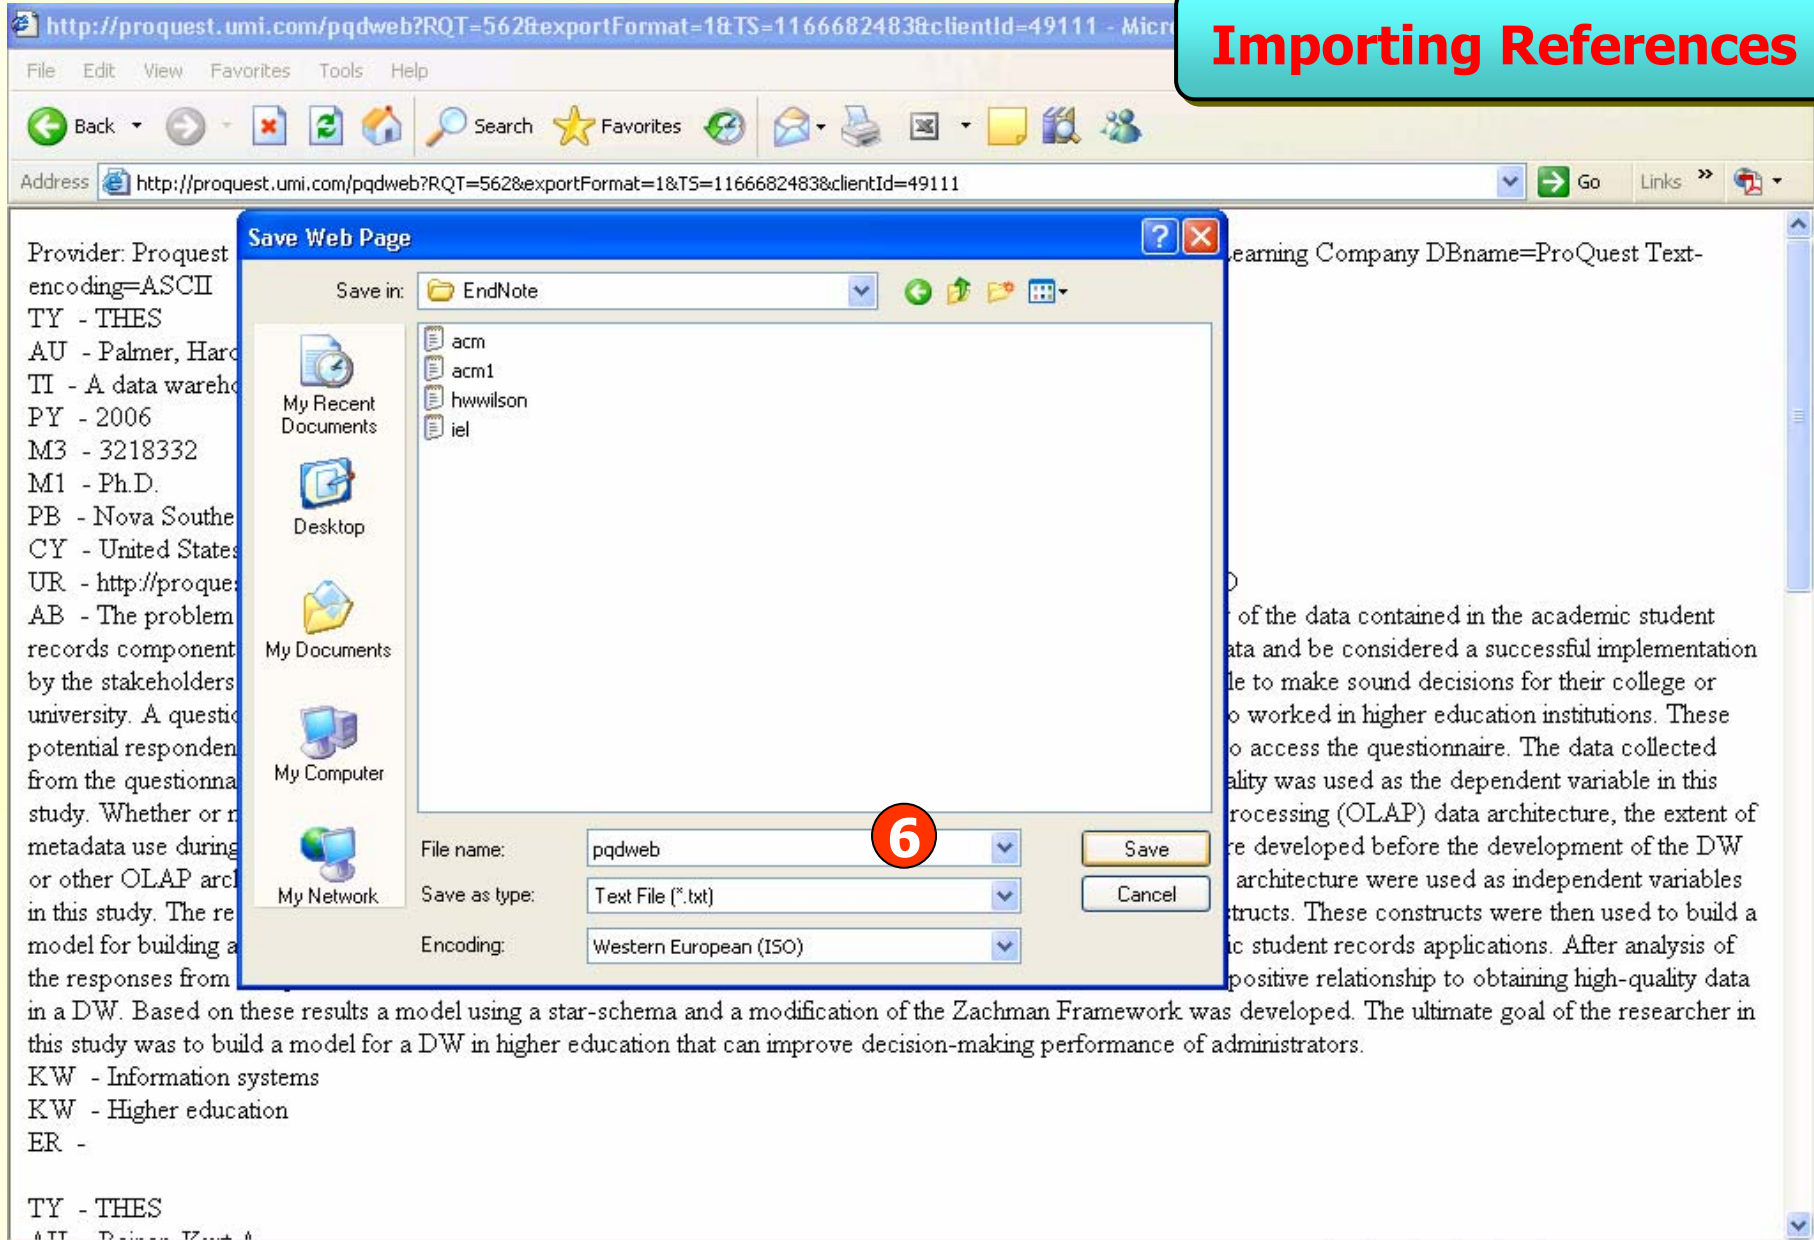 http://proquest.umi.com/pqdweb?RQT=562&exportFormat=1&TS=1166682483&clientId=49111 - Micr
Importing References
File Edit View Favorites Tools Help
Back Search Favorites
Address http://proquest.umi.com/pqdweb?RQT=562&exportFormat=1&TS=1166682483&clientId=49111 Go Links »
Save Web Page
Save in: EndNote
acm
acm1
hwwilson
iel
My Recent
Documents
Desktop
My Documents
My Computer
My Network
File name: pqdweb 6 Save
Save as type: Text File (*.txt) Cancel
Encoding: Western European (ISO)
Provider: Proquest earning Company DBname=ProQuest Text-
encoding=ASCII
TY - THES
AU - Palmer, Harc
TI - A data wareho
PY - 2006
M3 - 3218332
M1 - Ph.D.
PB - Nova Southe
CY - United States
UR - http://proques
AB - The problem of the data contained in the academic student
records component ata and be considered a successful implementation
by the stakeholders le to make sound decisions for their college or
university. A questio o worked in higher education institutions. These
potential responden o access the questionnaire. The data collected
from the questionna ality was used as the dependent variable in this
study. Whether or n rocessing (OLAP) data architecture, the extent of
metadata use during re developed before the development of the DW
or other OLAP arcl architecture were used as independent variables
in this study. The re tructs. These constructs were then used to build a
model for building a ic student records applications. After analysis of
the responses from positive relationship to obtaining high-quality data
in a DW. Based on these results a model using a star-schema and a modification of the Zachman Framework was developed. The ultimate goal of the researcher in
this study was to build a model for a DW in higher education that can improve decision-making performance of administrators.
KW - Information systems
KW - Higher education
ER -
TY - THES